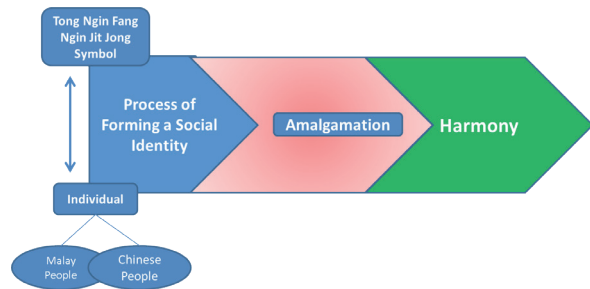 Tong Ngin Fang
Ngin Jit Jong
Symbol
Process of
Forming a Social
Identity
Amalgamation
Harmony
Individual
Malay
People
Chinese
People